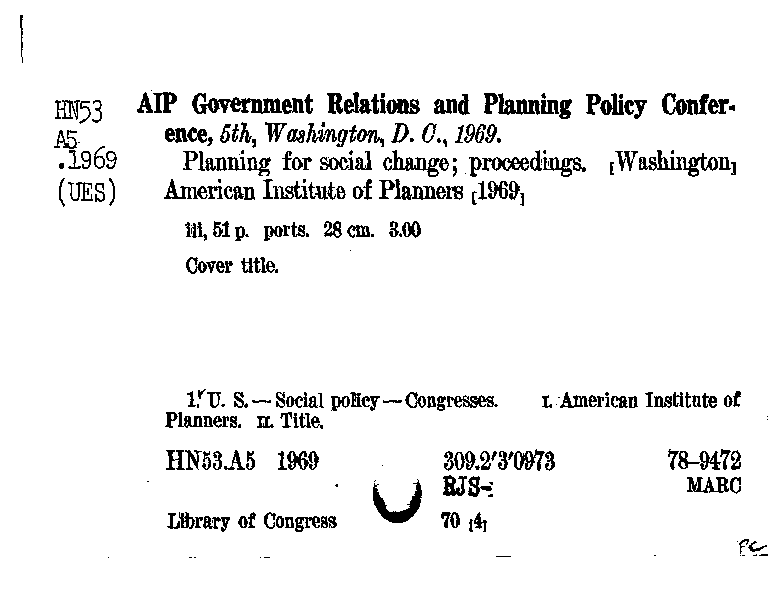 HN53
A5
.1969
(UES)
AIP Government Relations and Planning Policy Confer-
ence, 5th, Washington, D. C., 1969.
Planning for social change; proceedings. [Washington]
American Institute of Planners [1969]
iii, 51 p. ports. 28 cm. 3.00
Cover title.
1. U. S.—Social policy—Congresses. I. American Institute of
Planners. II. Title.
HN53.A5 1969 309.2′3′0973 78–9472
MARC
Library of Congress 70 [4]